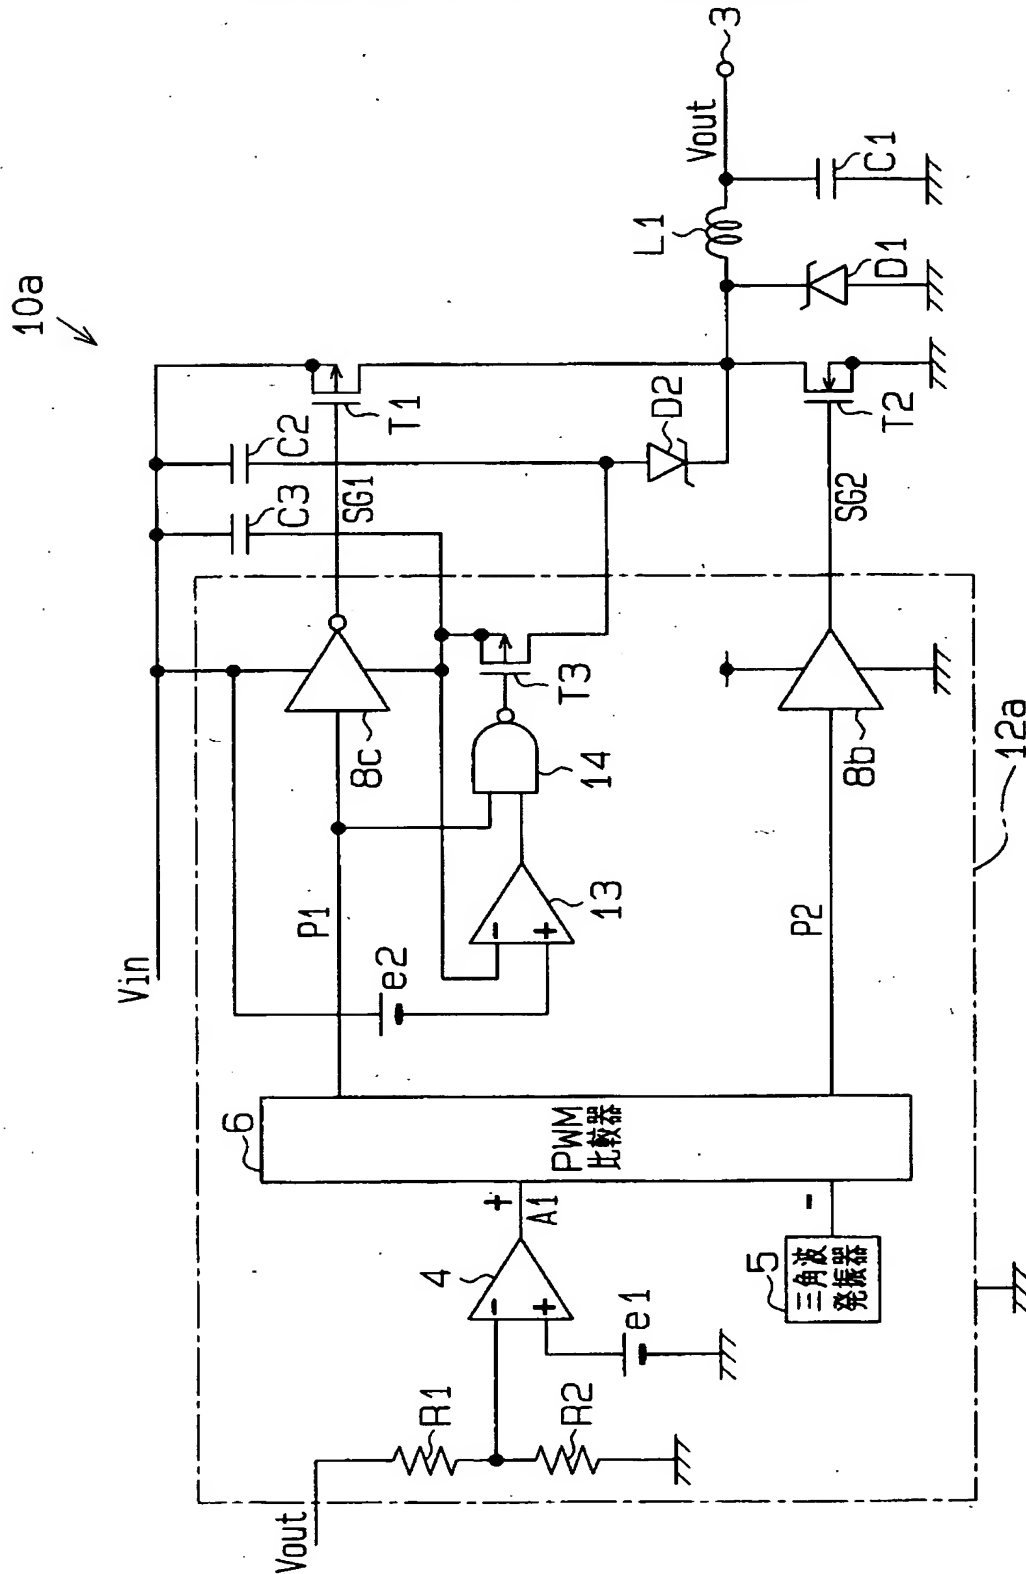 10a
Vin
C3
C2
SG1
T1
8c
P1
e2
13
14
T3
D2
L1
Vout
3
C1
D1
T2
SG2
8b
P2
12a
6
PWM
比較器
+
A1
-
4
-
+
e1
5
三角波
発振器
Vout
R1
R2
-
+